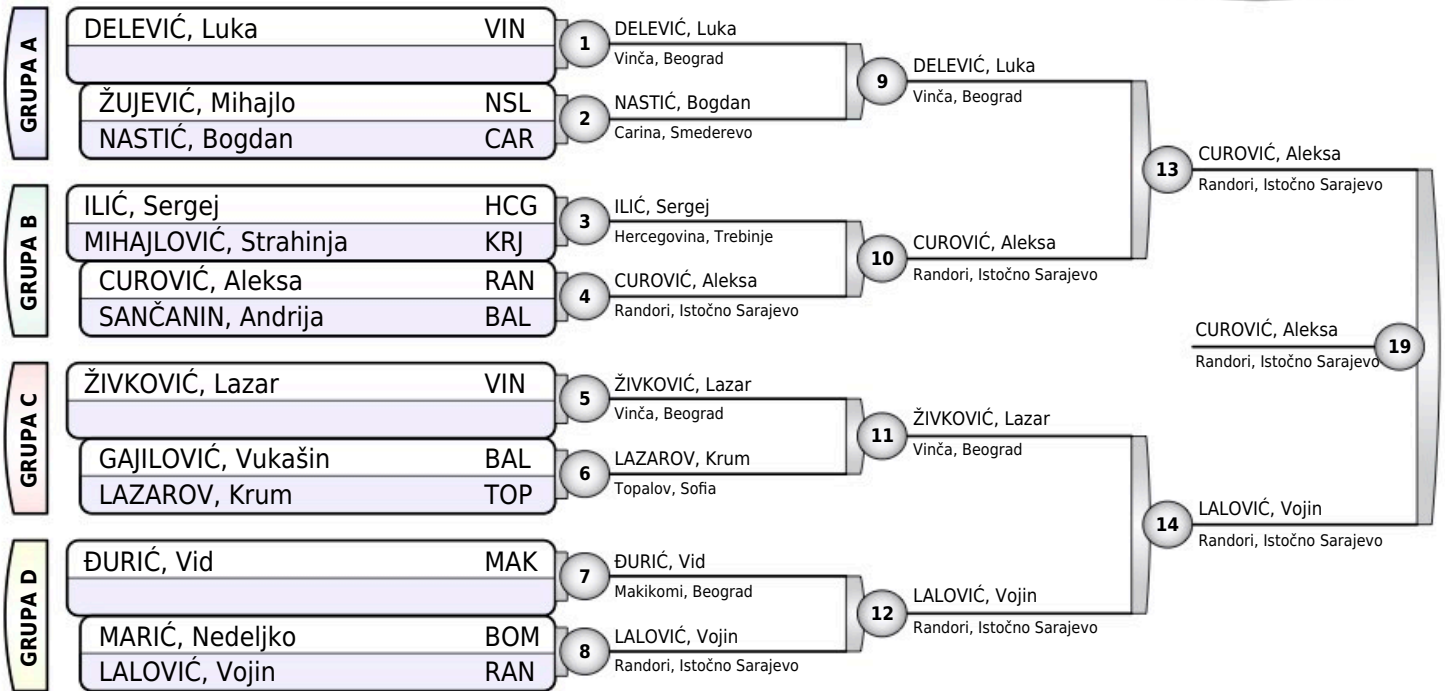 GRUPA A
DELEVIĆ, Luka VIN
ŽUJEVIĆ, Mihajlo NSL
NASTIĆ, Bogdan CAR
GRUPA B
ILIĆ, Sergej HCG
MIHAJLOVIĆ, Strahinja KRJ
CUROVIĆ, Aleksa RAN
SANČANIN, Andrija BAL
GRUPA C
ŽIVKOVIĆ, Lazar VIN
GAJILOVIĆ, Vukašin BAL
LAZAROV, Krum TOP
GRUPA D
ĐURIĆ, Vid MAK
MARIĆ, Nedeljko BOM
LALOVIĆ, Vojin RAN
1
DELEVIĆ, Luka
Vinča, Beograd
2
NASTIĆ, Bogdan
Carina, Smederevo
3
ILIĆ, Sergej
Hercegovina, Trebinje
4
CUROVIĆ, Aleksa
Randori, Istočno Sarajevo
5
ŽIVKOVIĆ, Lazar
Vinča, Beograd
6
LAZAROV, Krum
Topalov, Sofia
7
ĐURIĆ, Vid
Makikomi, Beograd
8
LALOVIĆ, Vojin
Randori, Istočno Sarajevo
9
DELEVIĆ, Luka
Vinča, Beograd
10
CUROVIĆ, Aleksa
Randori, Istočno Sarajevo
11
ŽIVKOVIĆ, Lazar
Vinča, Beograd
12
LALOVIĆ, Vojin
Randori, Istočno Sarajevo
13
CUROVIĆ, Aleksa
Randori, Istočno Sarajevo
14
LALOVIĆ, Vojin
Randori, Istočno Sarajevo
CUROVIĆ, Aleksa
Randori, Istočno Sarajevo
19